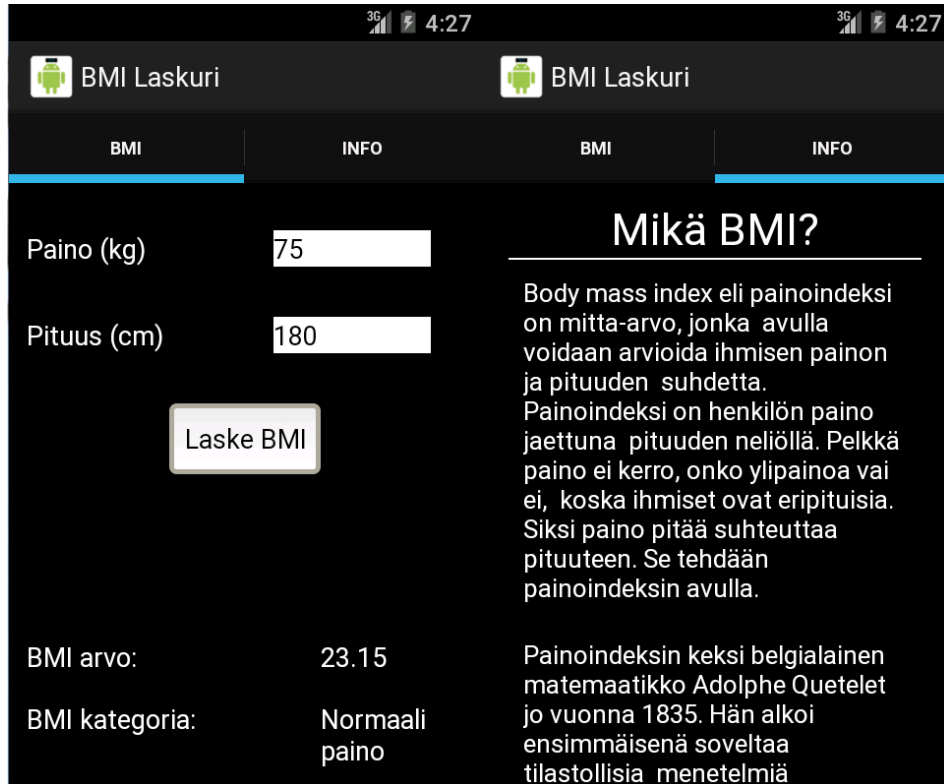 3G 4:27
BMI Laskuri
BMI INFO
Paino (kg) 75
Pituus (cm) 180
Laske BMI
BMI arvo: 23.15
BMI kategoria: Normaali
paino
3G 4:27
BMI Laskuri
BMI INFO
Mikä BMI?
Body mass index eli painoindeksi
on mitta-arvo, jonka avulla
voidaan arvioida ihmisen painon
ja pituuden suhdetta.
Painoindeksi on henkilön paino
jaettuna pituuden neliöllä. Pelkkä
paino ei kerro, onko ylipainoa vai
ei, koska ihmiset ovat eripituisia.
Siksi paino pitää suhteuttaa
pituuteen. Se tehdään
painoindeksin avulla.
Painoindeksin keksi belgialainen
matemaatikko Adolphe Quetelet
jo vuonna 1835. Hän alkoi
ensimmäisenä soveltaa
tilastollisia menetelmiä